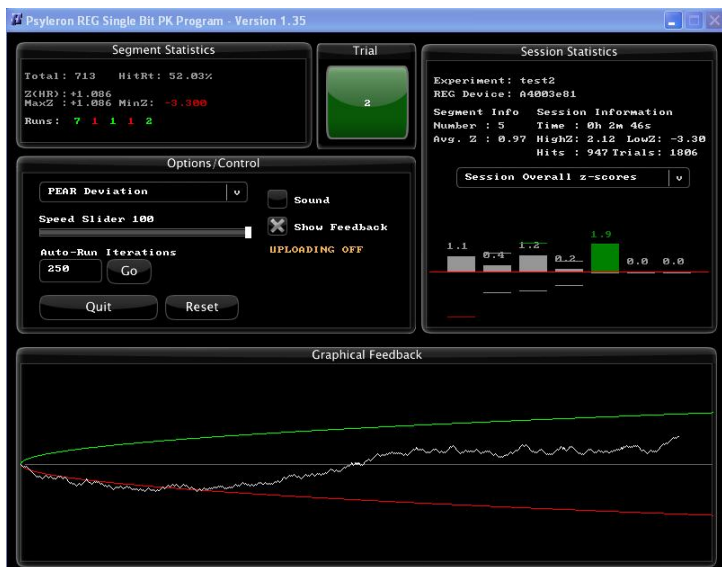 Psyleron REG Single Bit PK Program - Version 1.35
Segment Statistics
Total: 713 HitRt: 52.03%
Z(HR):+1.086
MaxZ :+1.086 MinZ: -3.300
Runs: 7 1 1 1 2
Trial
2
Session Statistics
Experiment: test2
REG Device: A4003e81
Segment Info Session Information
Number : 5 Time : 0h 2m 46s
Avg. Z : 0.97 HighZ: 2.12 LowZ: -3.30
Hits : 947 Trials: 1806
Session Overall z-scores v
1.1 0.4 1.2 0.2 1.9 0.0 0.0
Options/Control
PEAR Deviation v
Sound
Speed Slider 100
Show Feedback
UPLOADING OFF
Auto-Run Iterations
250 Go
Quit Reset
Graphical Feedback